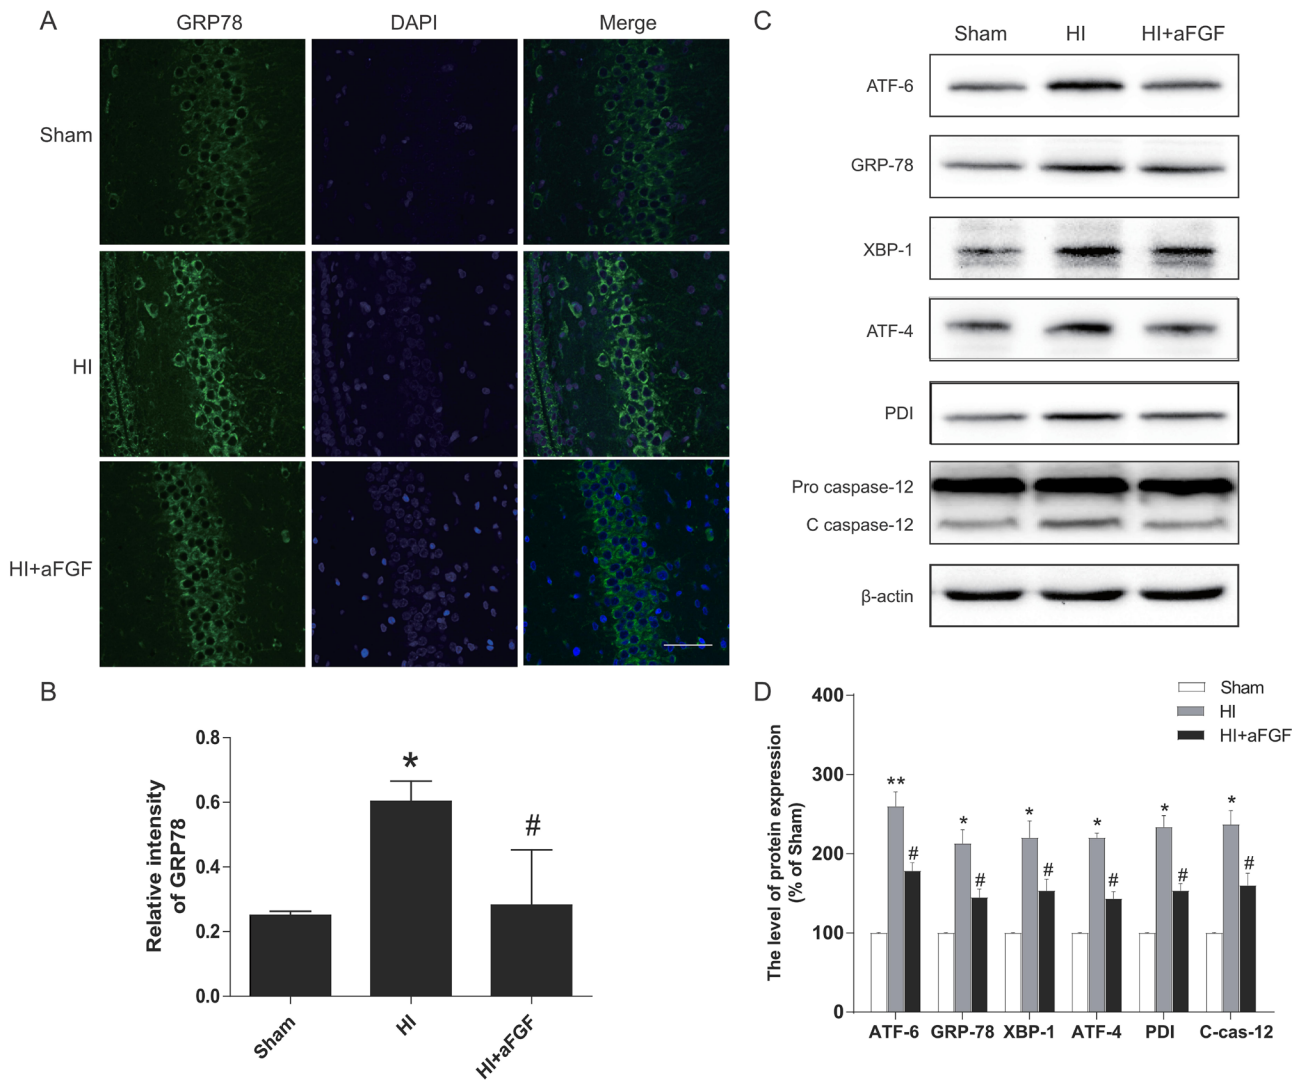 A
GRP78
DAPI
Merge
Sham
HI
HI+aFGF
B
Relative intensity
of GRP78
0.8
0.6
0.4
0.2
0.0
*
#
Sham
HI
HI+aFGF
C
Sham
HI
HI+aFGF
ATF-6
GRP-78
XBP-1
ATF-4
PDI
Pro caspase-12
C caspase-12
β-actin
D
The level of protein expression
(% of Sham)
400
300
200
100
0
Sham
HI
HI+aFGF
**
#
*
#
*
#
*
#
*
#
*
#
ATF-6
GRP-78
XBP-1
ATF-4
PDI
C-cas-12